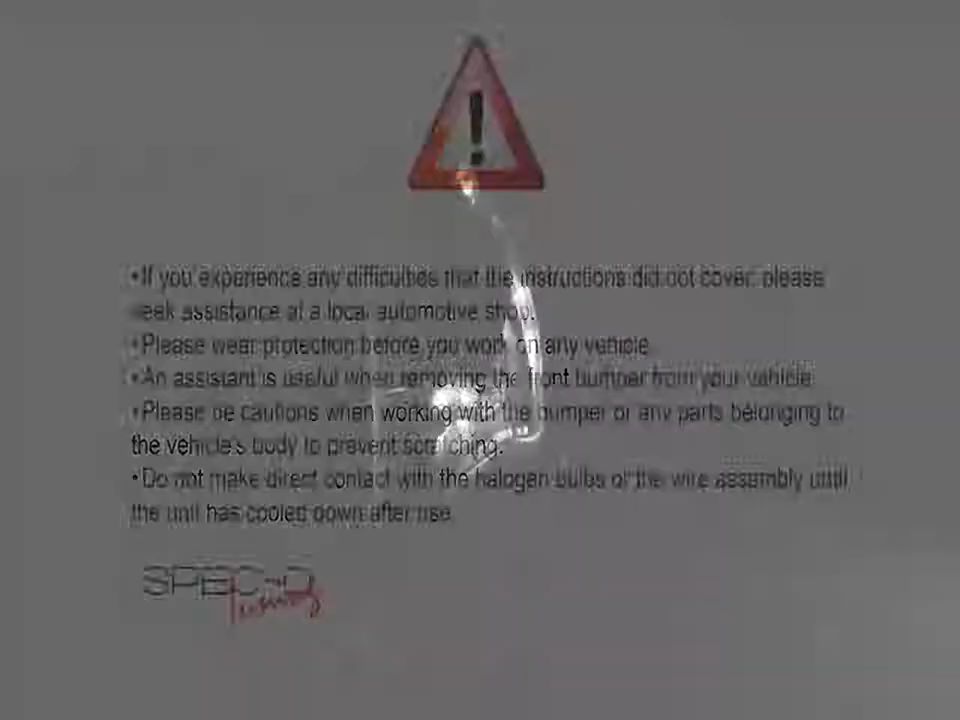 !
•If you experience any difficulties that the instructions did not cover, please
seek assistance at a local automotive shop.
•Please wear protection before you work on any vehicle.
•An assistant is useful when removing the front bumper from your vehicle.
•Please be cautions when working with the bumper or any parts belonging to
the vehicle's body to prevent scratching.
•Do not make direct contact with the halogen bulbs or the wire assembly until
the unit has cooled down after use.
SPEC-D
Tuning